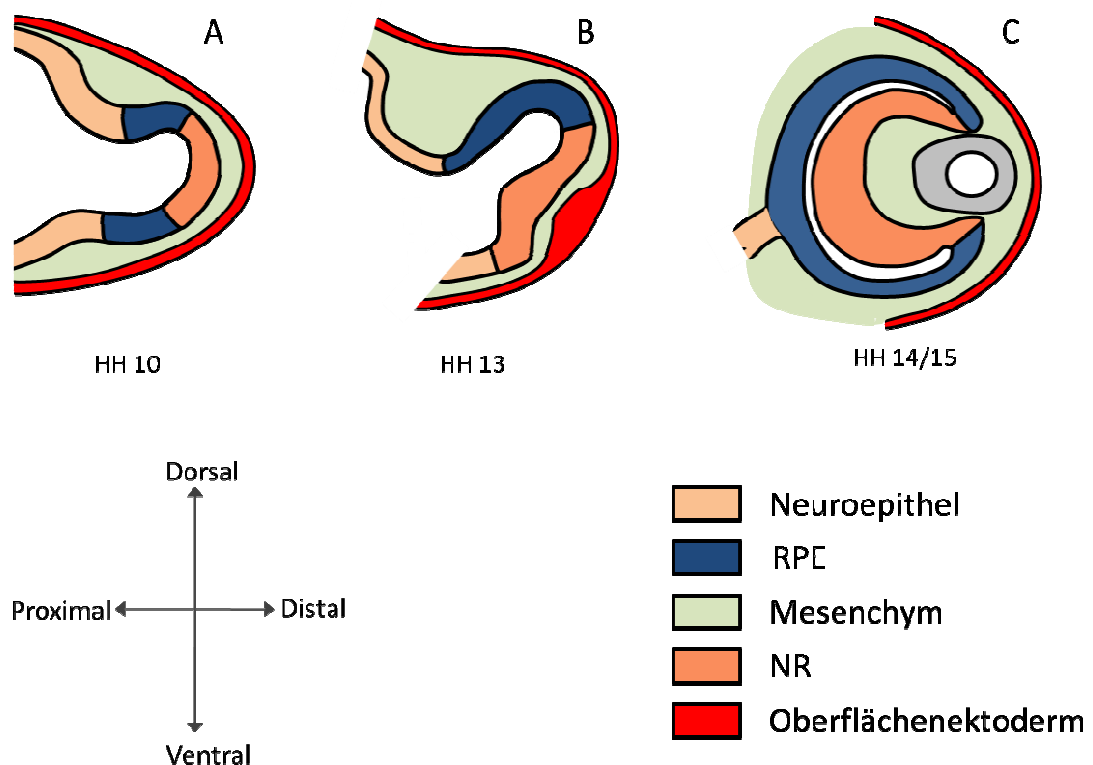 A
B
C
HH 10
HH 13
HH 14/15
Dorsal
Proximal
Distal
Ventral
Neuroepithel
RPE
Mesenchym
NR
Oberflächenektoderm